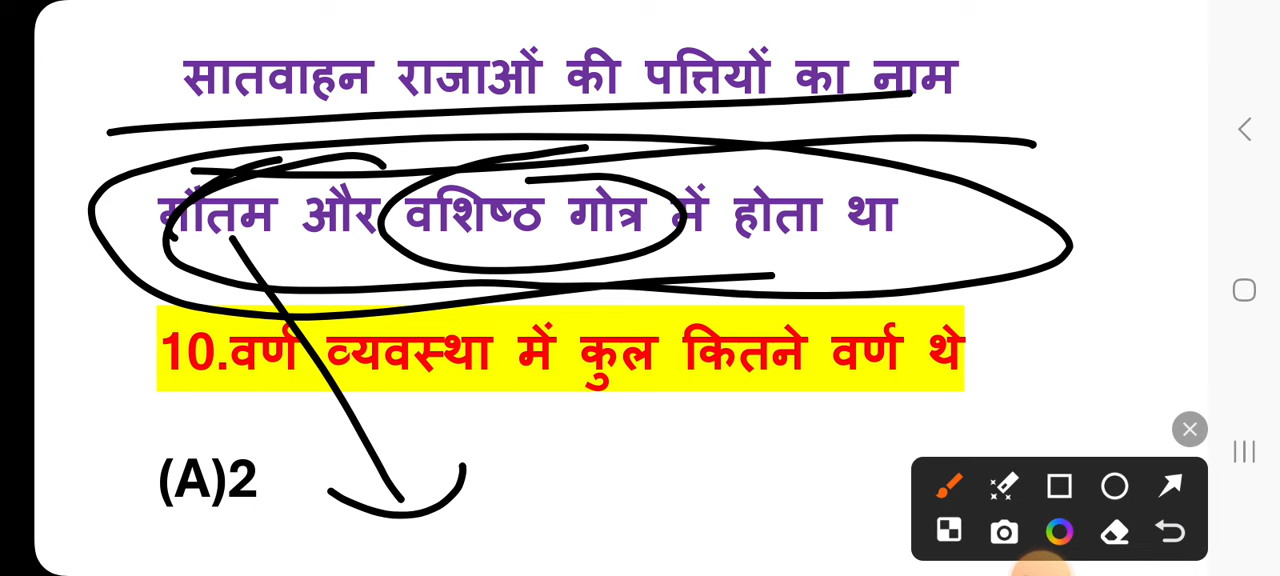 सातवाहन राजाओं की पत्तियों का नाम
गोंतम और वशिष्ठ गोत्र में होता था
10.वर्ण व्यवस्था में कुल कितने वर्ण थे
(A)2